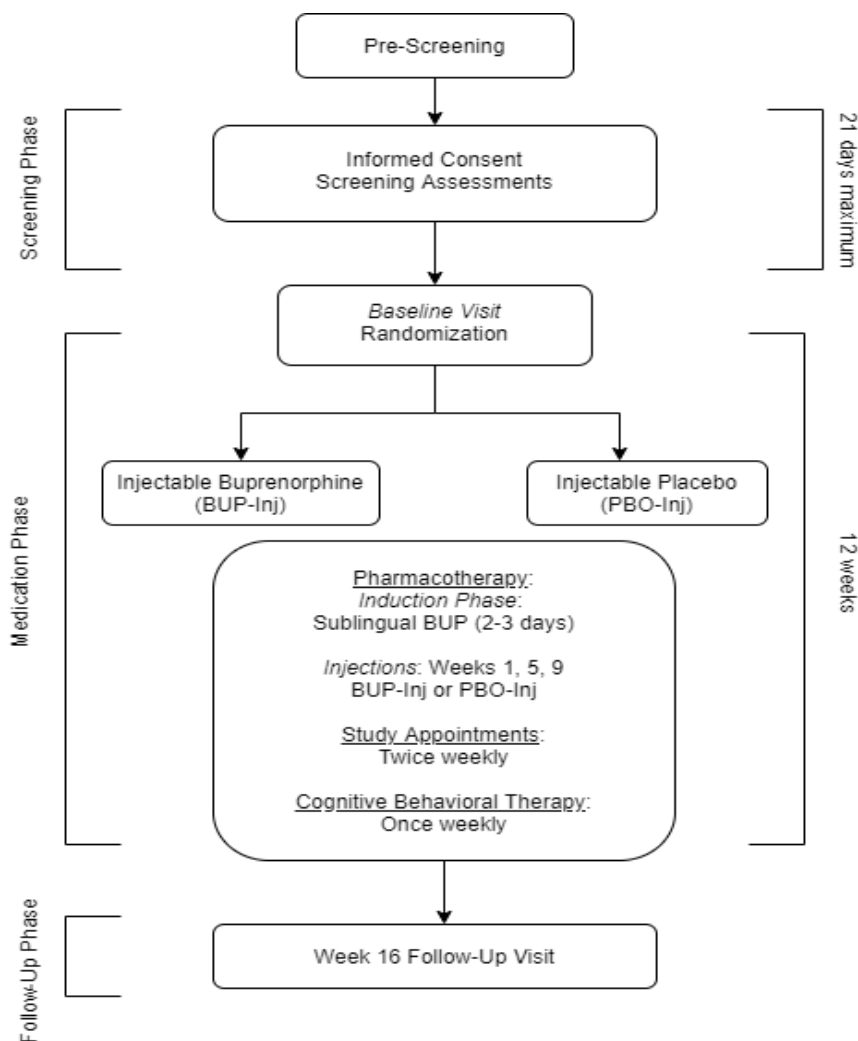 Pre-Screening
Screening Phase
21 days maximum
Informed Consent
Screening Assessments
Baseline Visit
Randomization
Medication Phase
12 weeks
Injectable Buprenorphine
(BUP-Inj)
Injectable Placebo
(PBO-Inj)
Pharmacotherapy:
Induction Phase:
Sublingual BUP (2-3 days)
Injections: Weeks 1, 5, 9
BUP-Inj or PBO-Inj
Study Appointments:
Twice weekly
Cognitive Behavioral Therapy:
Once weekly
Follow-Up Phase
Week 16 Follow-Up Visit